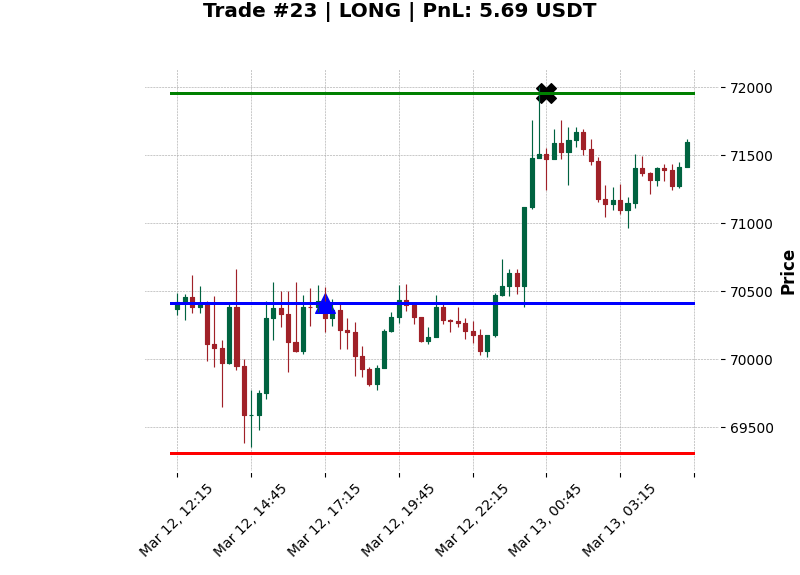 Trade #23 | LONG | PnL: 5.69 USDT
72000
71500
71000
70500
70000
69500
Price
Mar 12, 12:15
Mar 12, 14:45
Mar 12, 17:15
Mar 12, 19:45
Mar 12, 22:15
Mar 13, 00:45
Mar 13, 03:15